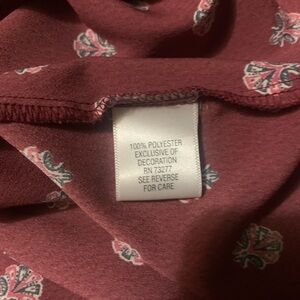 100% POLYESTER
EXCLUSIVE OF
DECORATION
RN 73277
SEE REVERSE
FOR CARE